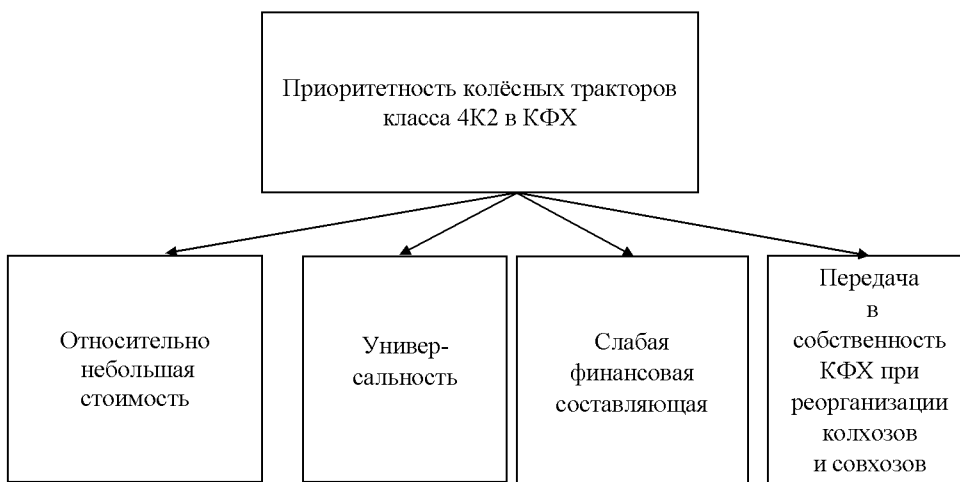 Приоритетность колёсных тракторов
класса 4К2 в КФХ
Относительно
небольшая
стоимость
Универ-
сальность
Слабая
финансовая
составляющая
Передача
в
собственность
КФХ при
реорганизации
колхозов
и совхозов